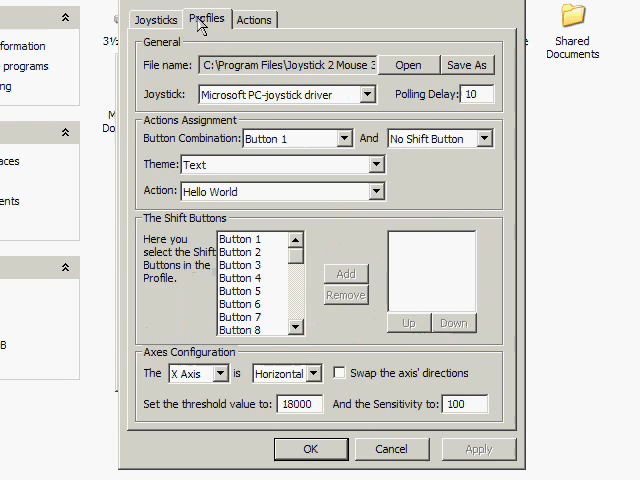 Joysticks
Profiles
Actions
General
File name:
C:\Program Files\Joystick 2 Mouse 3
Open
Save As
Joystick:
Microsoft PC-joystick driver
Polling Delay:
10
Actions Assignment
Button Combination:
Button 1
And
No Shift Button
Theme:
Text
Action:
Hello World
The Shift Buttons
Here you
select the Shift
Buttons in the
Profile.
Button 1
Button 2
Button 3
Button 4
Button 5
Button 6
Button 7
Button 8
Add
Remove
Up
Down
Axes Configuration
The
X Axis
is
Horizontal
Swap the axis' directions
Set the threshold value to:
18000
And the Sensitivity to:
100
OK
Cancel
Apply
formation
programs
ng
aces
ents
B
3½
M
Do
e
Shared
Documents